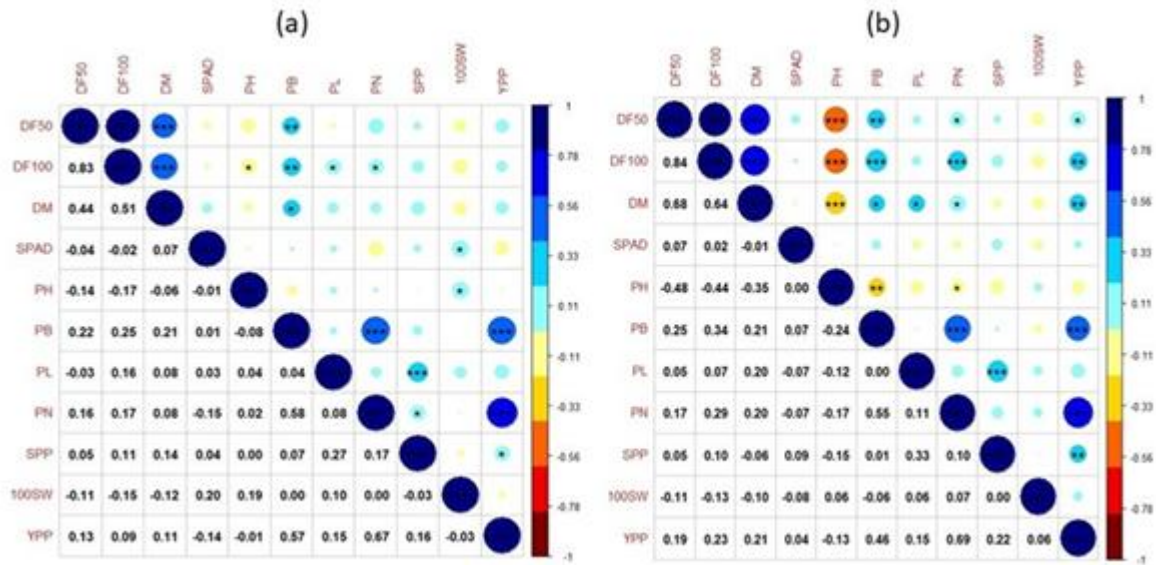 (a)
DF50 DF100 DM SPAD PH PB PL PN SPP 100SW YPP
DF50 *** **
DF100 0.83 *** * ** * *
DM 0.44 0.51 *
SPAD -0.04 -0.02 0.07 *
PH -0.14 -0.17 -0.06 -0.01 *
PB 0.22 0.25 0.21 0.01 -0.08 *** ***
PL -0.03 0.16 0.08 0.03 0.04 0.04 ***
PN 0.16 0.17 0.08 -0.15 0.02 0.58 0.08 *
SPP 0.05 0.11 0.14 0.04 0.00 0.07 0.27 0.17 *
100SW -0.11 -0.15 -0.12 0.20 0.19 0.00 0.10 0.00 -0.03
YPP 0.13 0.09 0.11 -0.14 -0.01 0.57 0.15 0.67 0.16 -0.03
1
0.78
0.56
0.33
0.11
-0.11
-0.33
-0.56
-0.78
-1
(b)
DF50 DF100 DM SPAD PH PB PL PN SPP 100SW YPP
DF50 *** ** * *
DF100 0.84 *** *** *** **
DM 0.68 0.64 *** * * * **
SPAD 0.07 0.02 -0.01
PH -0.48 -0.44 -0.35 0.00 ** *
PB 0.25 0.34 0.21 0.07 -0.24 *** ***
PL 0.05 0.07 0.20 -0.07 -0.12 0.00 ***
PN 0.17 0.29 0.20 -0.07 -0.17 0.55 0.11
SPP 0.05 0.10 -0.06 0.09 -0.15 0.01 0.33 0.10 **
100SW -0.11 -0.13 -0.10 -0.08 0.06 -0.06 0.06 0.07 0.00
YPP 0.19 0.23 0.21 0.04 -0.13 0.46 0.15 0.69 0.22 0.06
1
0.78
0.56
0.33
0.11
-0.11
-0.33
-0.56
-0.78
-1